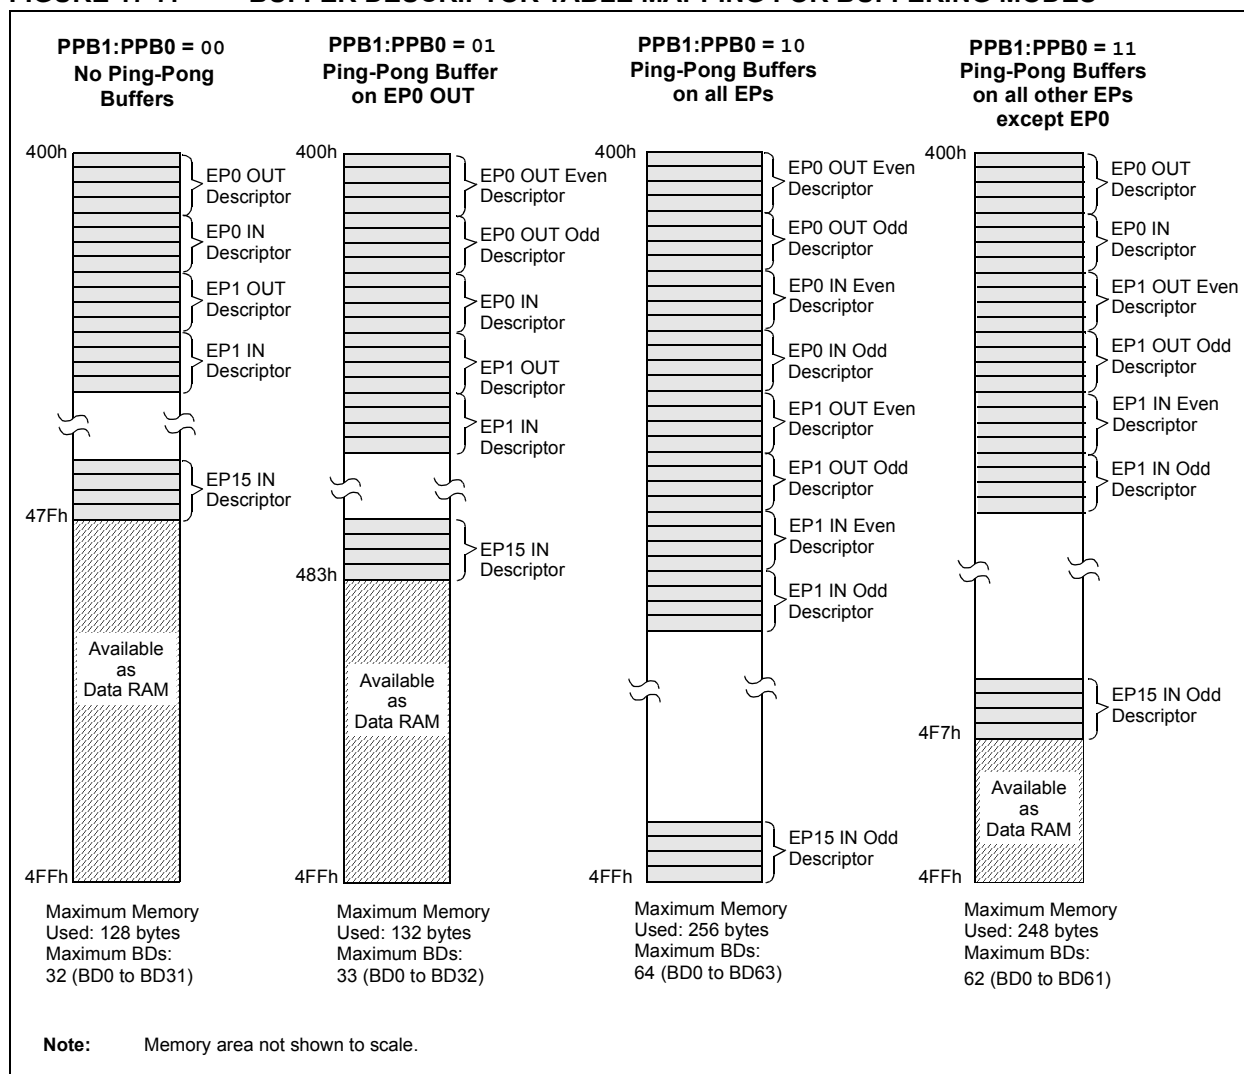 PPB1:PPB0 = 00
No Ping-Pong
Buffers
400h
EP0 OUT
Descriptor
EP0 IN
Descriptor
EP1 OUT
Descriptor
EP1 IN
Descriptor
EP15 IN
Descriptor
47Fh
Available
as
Data RAM
4FFh
Maximum Memory
Used: 128 bytes
Maximum BDs:
32 (BD0 to BD31)
PPB1:PPB0 = 01
Ping-Pong Buffer
on EP0 OUT
400h
EP0 OUT Even
Descriptor
EP0 OUT Odd
Descriptor
EP0 IN
Descriptor
EP1 OUT
Descriptor
EP1 IN
Descriptor
EP15 IN
Descriptor
483h
Available
as
Data RAM
4FFh
Maximum Memory
Used: 132 bytes
Maximum BDs:
33 (BD0 to BD32)
PPB1:PPB0 = 10
Ping-Pong Buffers
on all EPs
400h
EP0 OUT Even
Descriptor
EP0 OUT Odd
Descriptor
EP0 IN Even
Descriptor
EP0 IN Odd
Descriptor
EP1 OUT Even
Descriptor
EP1 OUT Odd
Descriptor
EP1 IN Even
Descriptor
EP1 IN Odd
Descriptor
EP15 IN Odd
Descriptor
4FFh
Maximum Memory
Used: 256 bytes
Maximum BDs:
64 (BD0 to BD63)
PPB1:PPB0 = 11
Ping-Pong Buffers
on all other EPs
except EP0
400h
EP0 OUT
Descriptor
EP0 IN
Descriptor
EP1 OUT Even
Descriptor
EP1 OUT Odd
Descriptor
EP1 IN Even
Descriptor
EP1 IN Odd
Descriptor
EP15 IN Odd
Descriptor
4F7h
Available
as
Data RAM
4FFh
Maximum Memory
Used: 248 bytes
Maximum BDs:
62 (BD0 to BD61)
Note: Memory area not shown to scale.